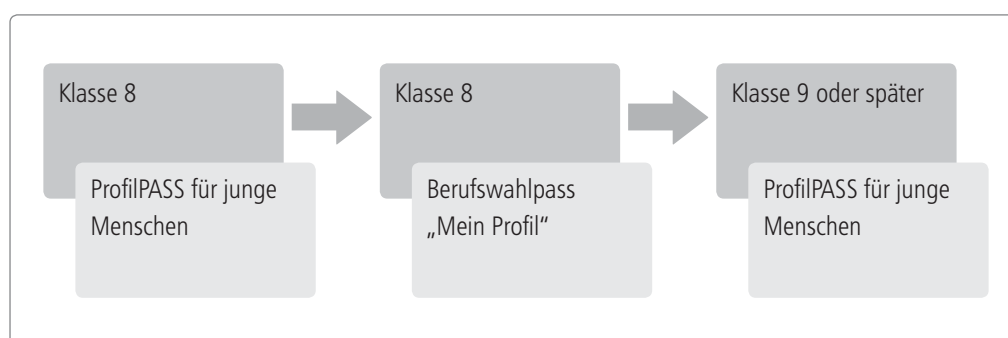 Klasse 8
ProfilPASS für junge
Menschen
Klasse 8
Berufswahlpass
„Mein Profil“
Klasse 9 oder später
ProfilPASS für junge
Menschen